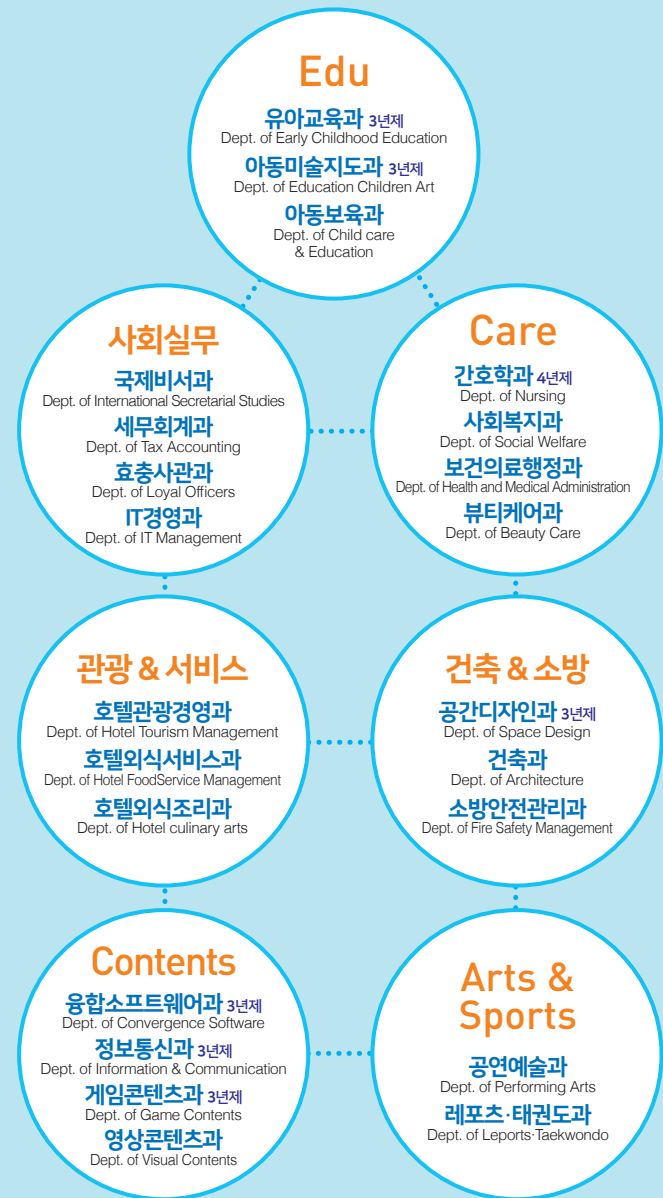 Edu
유아교육과 3년제
Dept. of Early Childhood Education
아동미술지도과 3년제
Dept. of Education Children Art
아동보육과
Dept. of Child care
& Education
사회실무
국제비서과
Dept. of International Secretarial Studies
세무회계과
Dept. of Tax Accounting
효충사관과
Dept. of Loyal Officers
IT경영과
Dept. of IT Management
Care
간호학과 4년제
Dept. of Nursing
사회복지과
Dept. of Social Welfare
보건의료행정과
Dept. of Health and Medical Administration
뷰티케어과
Dept. of Beauty Care
관광 & 서비스
호텔관광경영과
Dept. of Hotel Tourism Management
호텔외식서비스과
Dept. of Hotel FoodService Management
호텔외식조리과
Dept. of Hotel culinary arts
건축 & 소방
공간디자인과 3년제
Dept. of Space Design
건축과
Dept. of Architecture
소방안전관리과
Dept. of Fire Safety Management
Contents
융합소프트웨어과 3년제
Dept. of Convergence Software
정보통신과 3년제
Dept. of Information & Communication
게임콘텐츠과 3년제
Dept. of Game Contents
영상콘텐츠과
Dept. of Visual Contents
Arts &
Sports
공연예술과
Dept. of Performing Arts
레포츠·태권도과
Dept. of Leports·Taekwondo